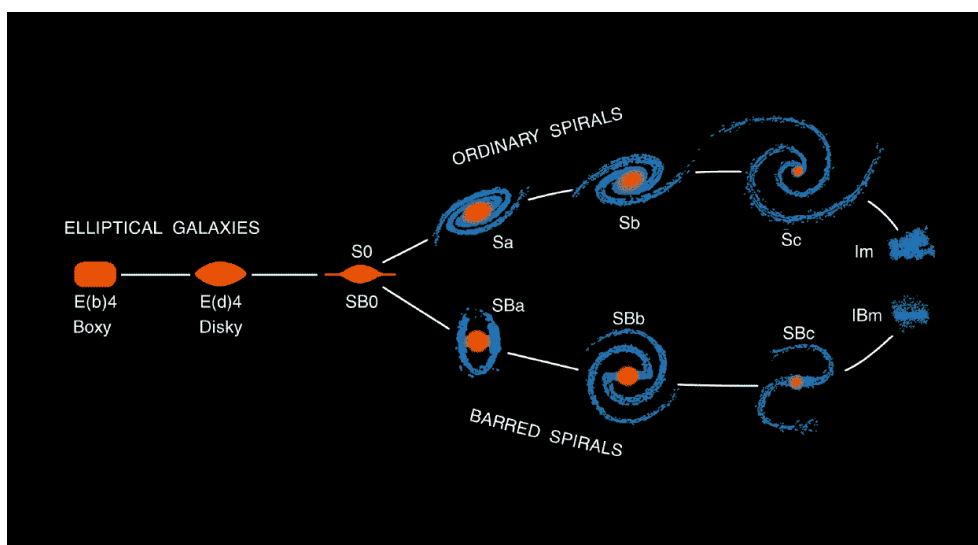 ELLIPTICAL GALAXIES
E(b)4
Boxy
E(d)4
Disky
S0
SB0
ORDINARY SPIRALS
Sa
Sb
Sc
Im
SBa
SBb
SBc
IBm
BARRED SPIRALS